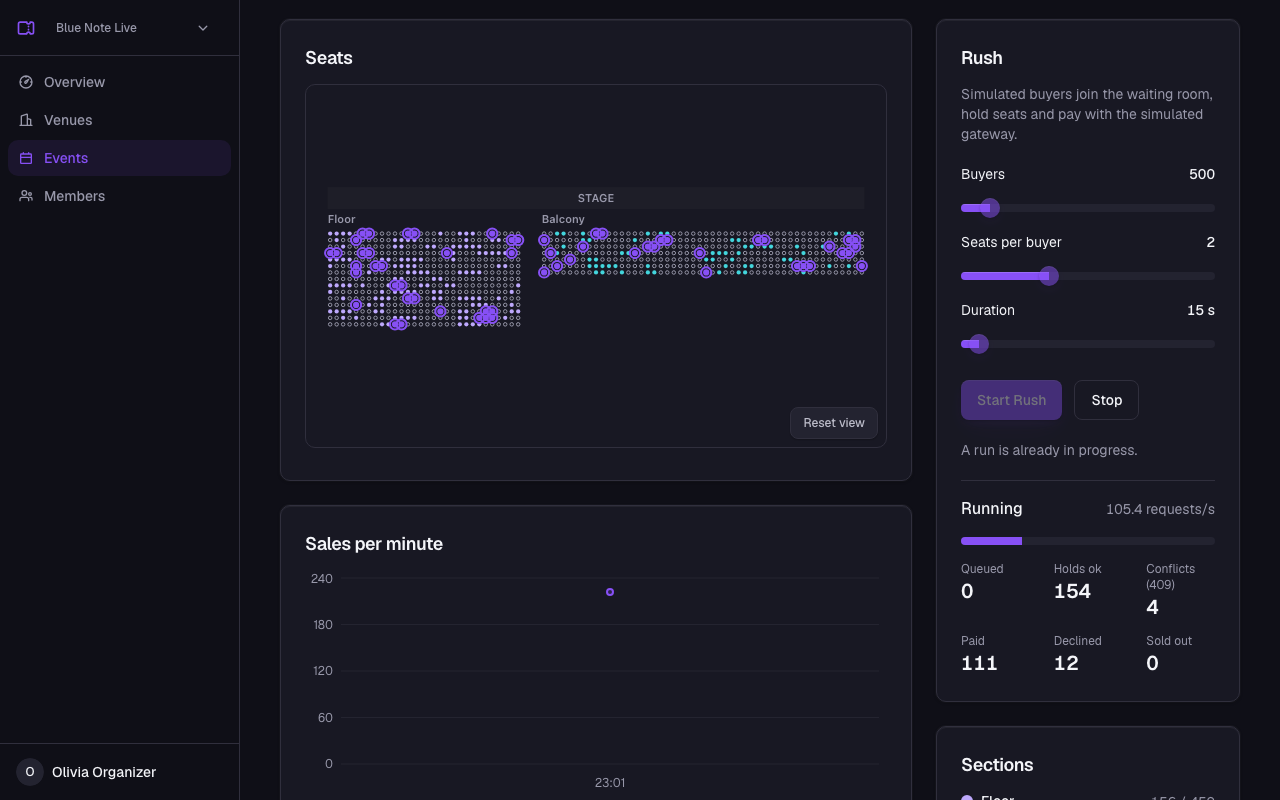 Blue Note Live
Overview
Venues
Events
Members
O
Olivia Organizer
Seats
STAGE
Floor
Balcony
Reset view
Sales per minute
240
180
120
60
0
23:01
Rush
Simulated buyers join the waiting room,
hold seats and pay with the simulated
gateway.
Buyers
500
Seats per buyer
2
Duration
15 s
Start Rush
Stop
A run is already in progress.
Running
105.4 requests/s
Queued
Holds ok
Conflicts
(409)
0
154
4
Paid
Declined
Sold out
111
12
0
Sections
Floor